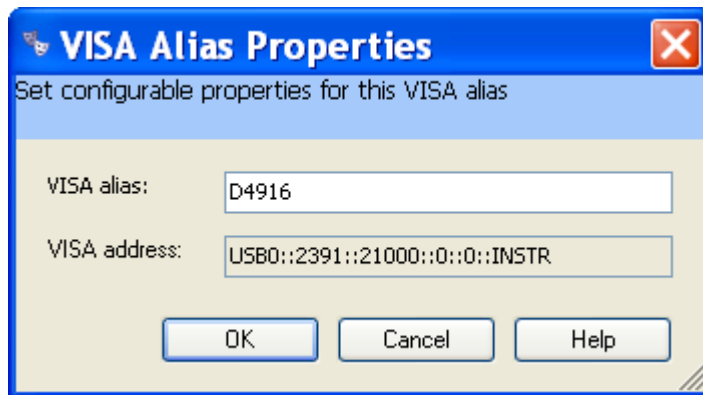 VISA Alias Properties
Set configurable properties for this VISA alias
VISA alias: D4916
VISA address: USB0::2391::21000::0::0::INSTR
OK Cancel Help